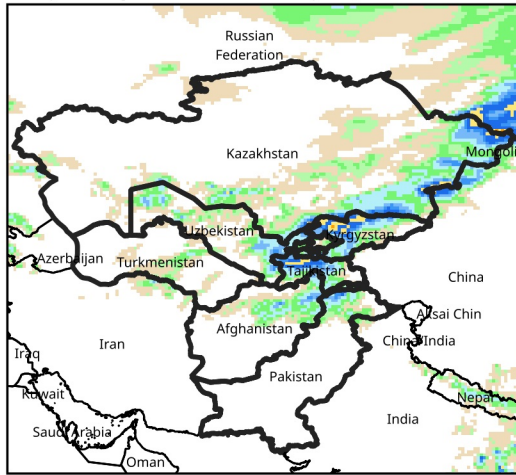 Russian
Federation
Kazakhstan
Mongoli
Uzbekistan
Kyrgyzstan
Azerbaijan
Turkmenistan
Tajikistan
China
Aksai Chin
Afghanistan
China/India
Iran
Iraq
Pakistan
Kuwait
Nepal
India
Saudi Arabia
Oman